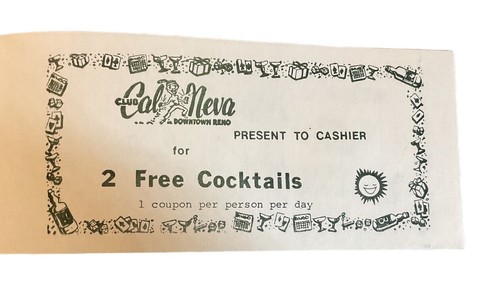 CLUB Cal Neva
DOWNTOWN RENO
PRESENT TO CASHIER
for
2 Free Cocktails
1 coupon per person per day